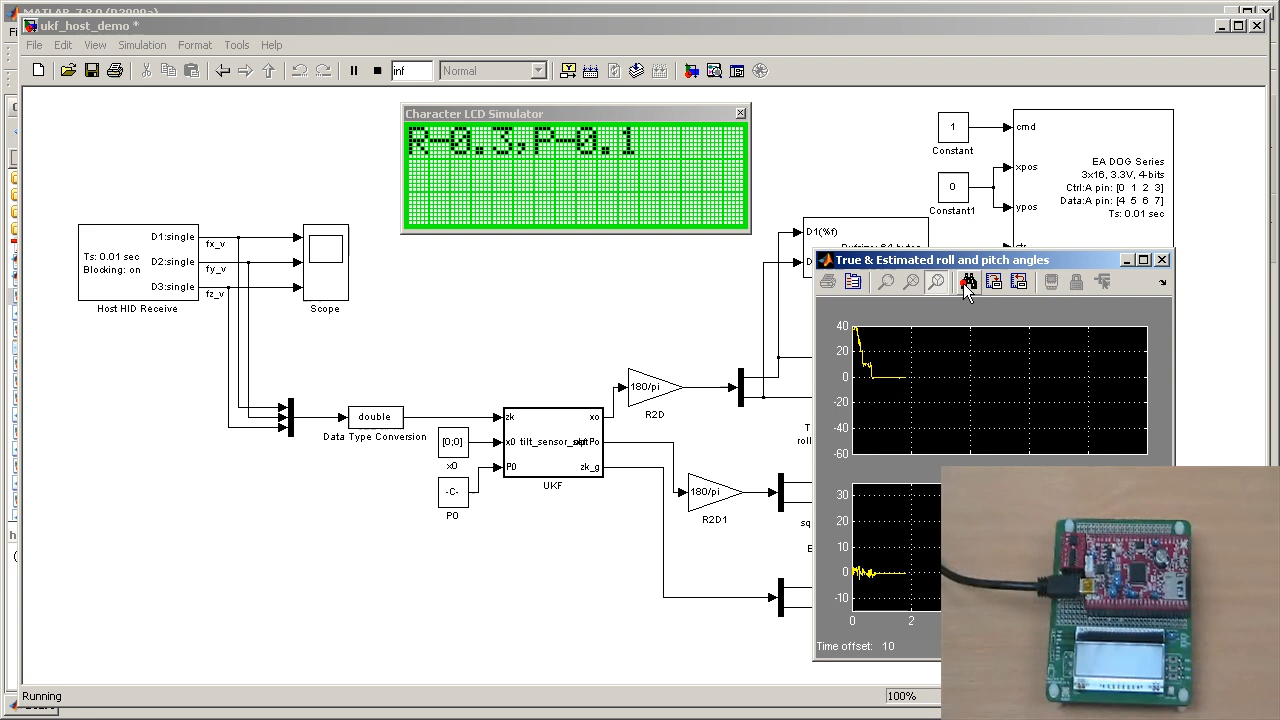 MATLAB 7.8.0 (R2009a)
ukf_host_demo *
File Edit View Simulation Format Tools Help
inf
Normal
Character LCD Simulator
R=0.3,P=0.1
1
cmd
Constant
xpos
0
ypos
Constant1
EA DOG Series
3x16, 3.3V, 4-bits
Ctrl:A pin: [0 1 2 3]
Data:A pin: [4 5 6 7]
Ts: 0.01 sec
D1:single
D2:single
D3:single
Ts: 0.01 sec
Blocking: on
fx_v
fy_v
fz_v
Host HID Receive
Scope
D1(%f)
True & Estimated roll and pitch angles
40
20
0
-20
-40
-60
180/pi
R2D
double
Data Type Conversion
zk
xo
[0;0]
x0
x0
zk_g
-C-
P0
P0
UKF
180/pi
R2D1
30
20
10
0
-10
0
2
Time offset: 10
Running
100%